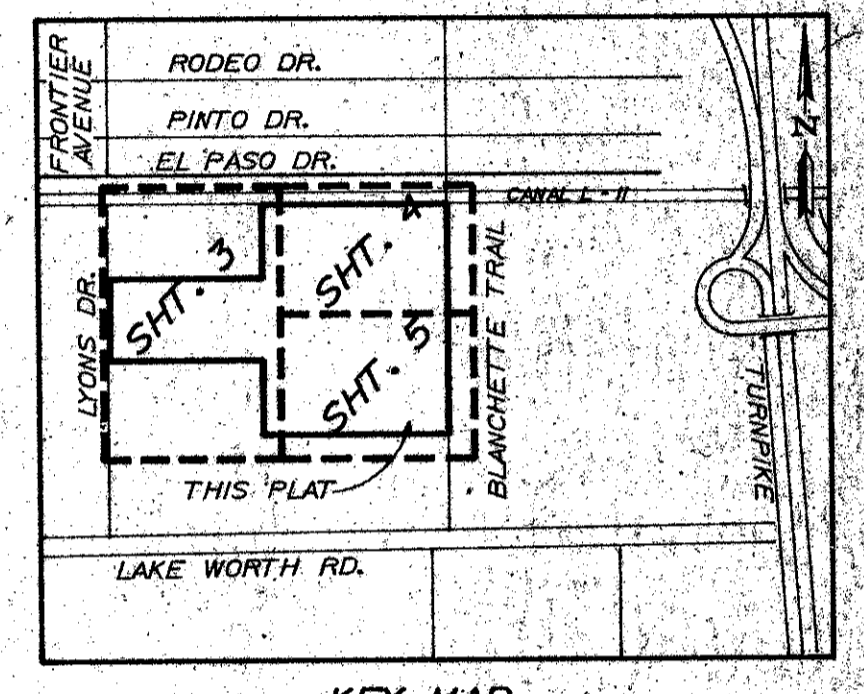 FRONTIER
AVENUE
RODEO DR.
PINTO DR.
EL PASO DR.
N
CANAL L-11
LYONS DR.
SHT. 3
SHT. 4
SHT. 5
BLANCHETTE TRAIL
TURNPIKE
THIS PLAT
LAKE WORTH RD.
KEY MAP